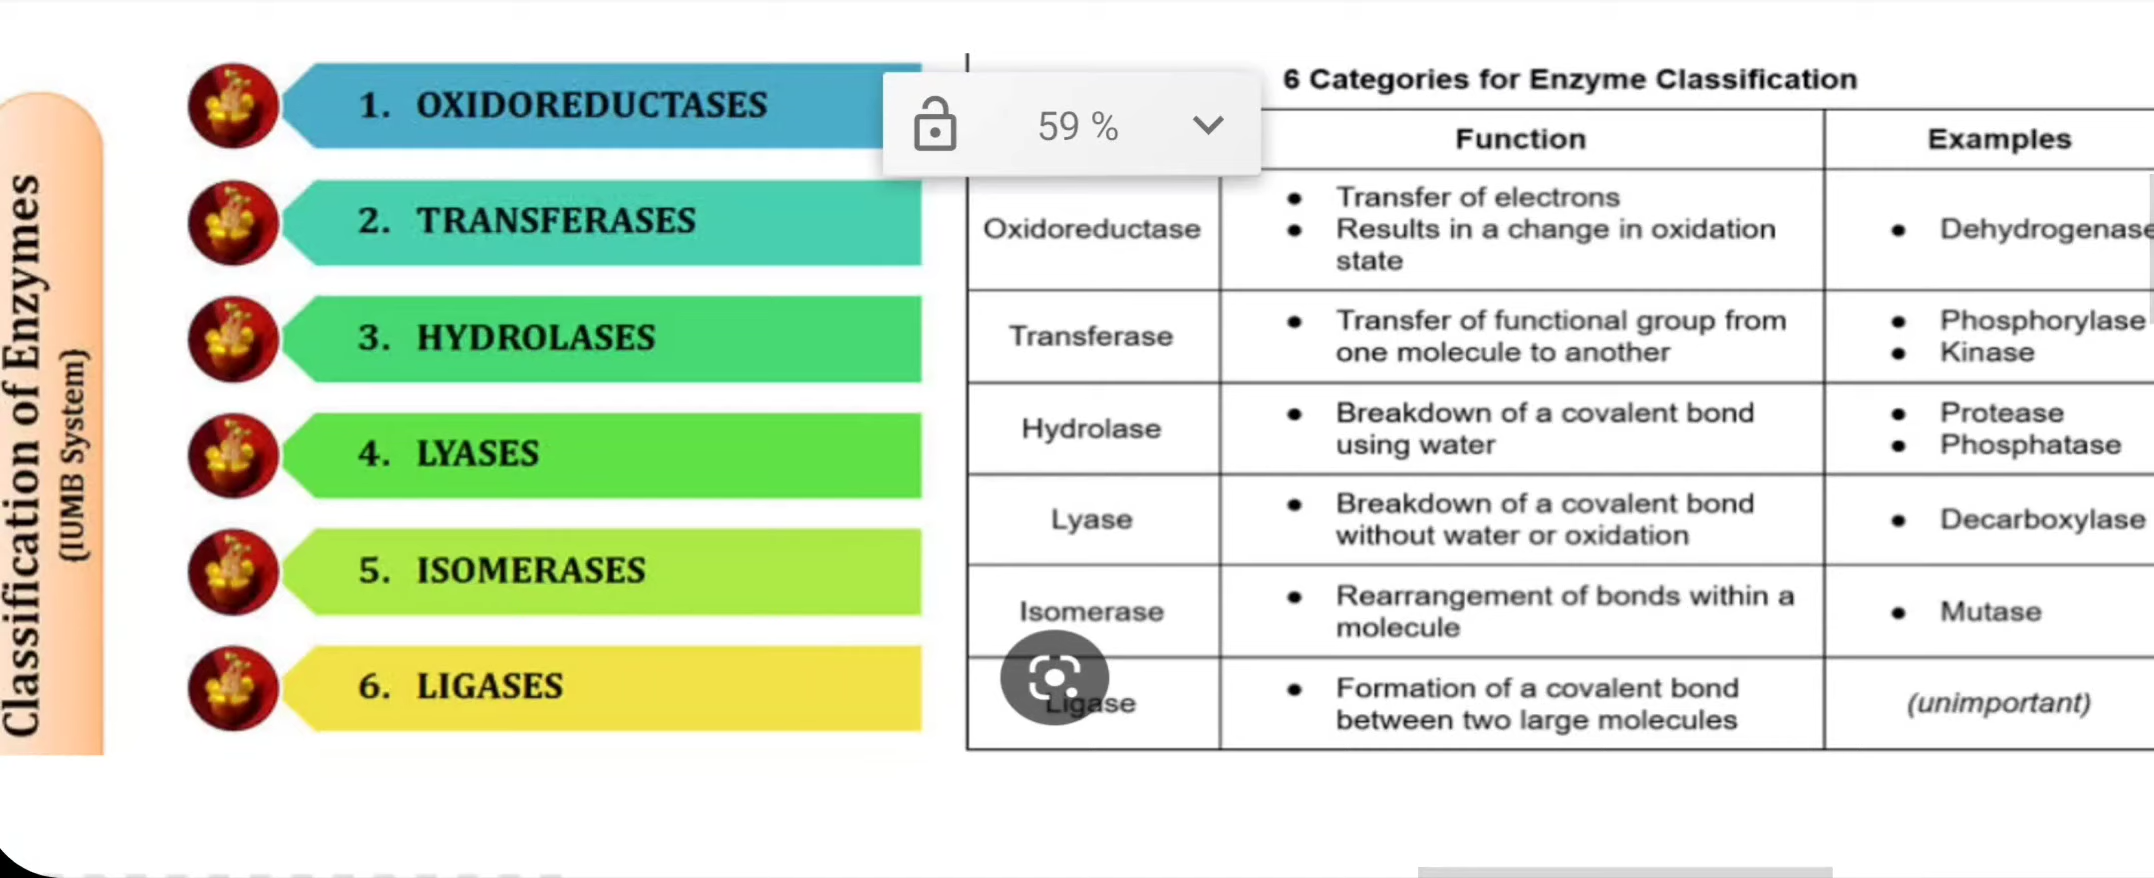 Classification of Enzymes
(IUMB System)
1. OXIDOREDUCTASES
2. TRANSFERASES
3. HYDROLASES
4. LYASES
5. ISOMERASES
6. LIGASES
59 %
6 Categories for Enzyme Classification
Function
Examples
Oxidoreductase
• Transfer of electrons
• Results in a change in oxidation
state
• Dehydrogenase
Transferase
• Transfer of functional group from
one molecule to another
• Phosphorylase
• Kinase
Hydrolase
• Breakdown of a covalent bond
using water
• Protease
• Phosphatase
Lyase
• Breakdown of a covalent bond
without water or oxidation
• Decarboxylase
Isomerase
• Rearrangement of bonds within a
molecule
• Mutase
Ligase
• Formation of a covalent bond
between two large molecules
(unimportant)